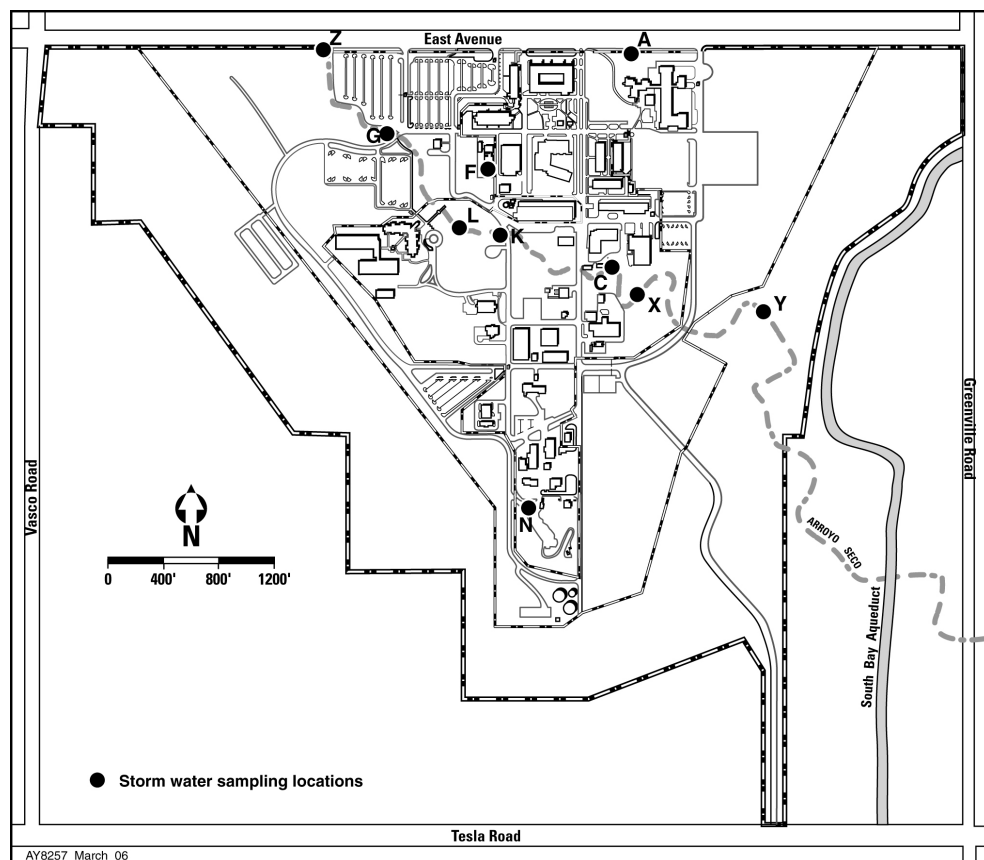 East Avenue
Z
A
G
F
L
K
C
X
Y
N
Vasco Road
Greenville Road
N
0 400' 800' 1200'
ARROYO SECO
South Bay Aqueduct
Storm water sampling locations
Tesla Road
AY8257 March 06